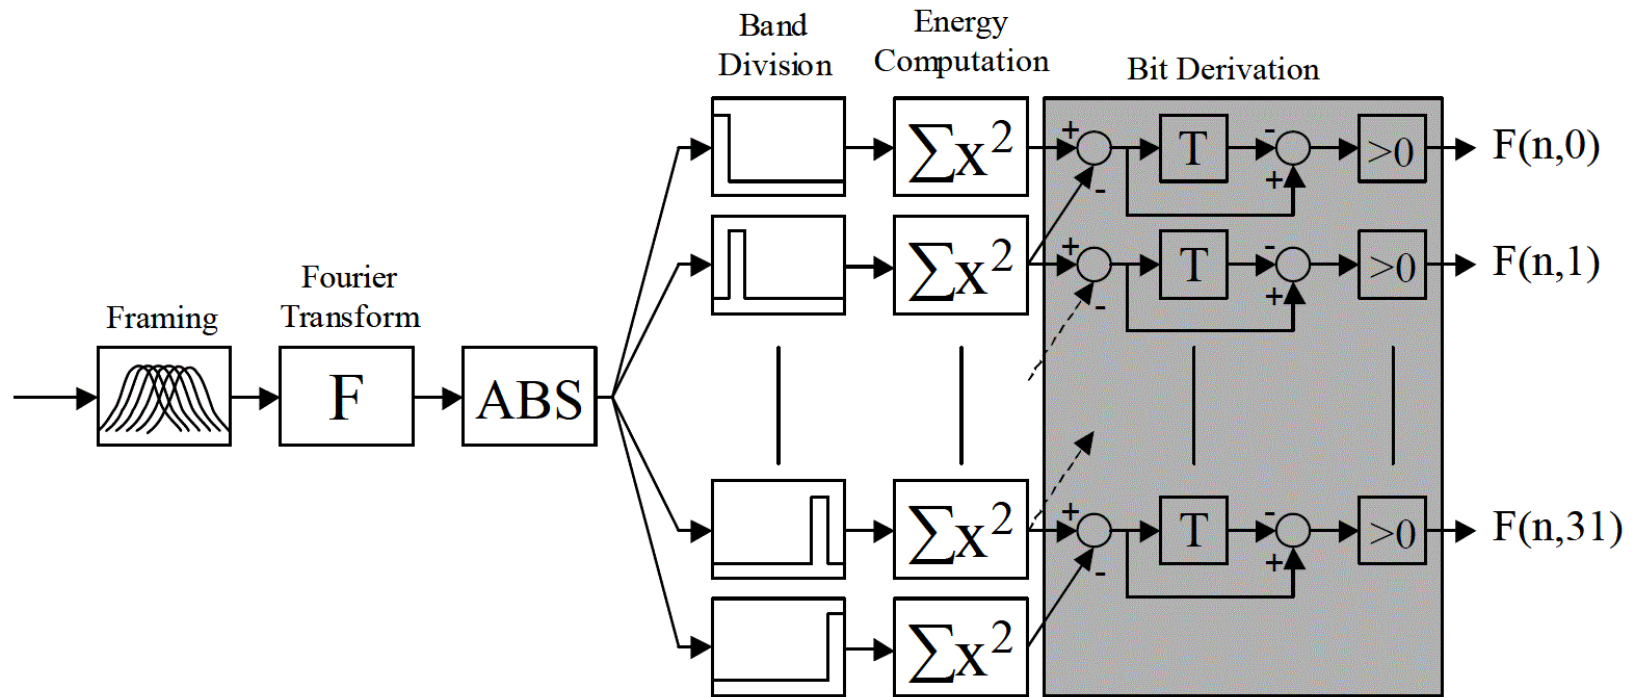 Band
Division
Energy
Computation
Bit Derivation
Framing
Fourier
Transform
F
ABS
∑x²
+
-
T
-
+
>0
F(n,0)
∑x²
+
-
T
-
+
>0
F(n,1)
∑x²
+
-
T
-
+
>0
F(n,31)
∑x²